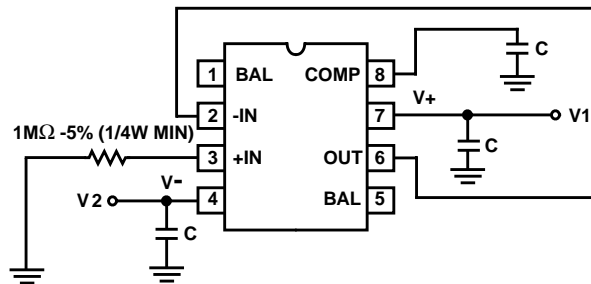 1 BAL COMP 8 C
2 -IN V+ 7 V1
1MΩ -5% (1/4W MIN)
3 +IN OUT 6 C
V2 V- 4 BAL 5
C